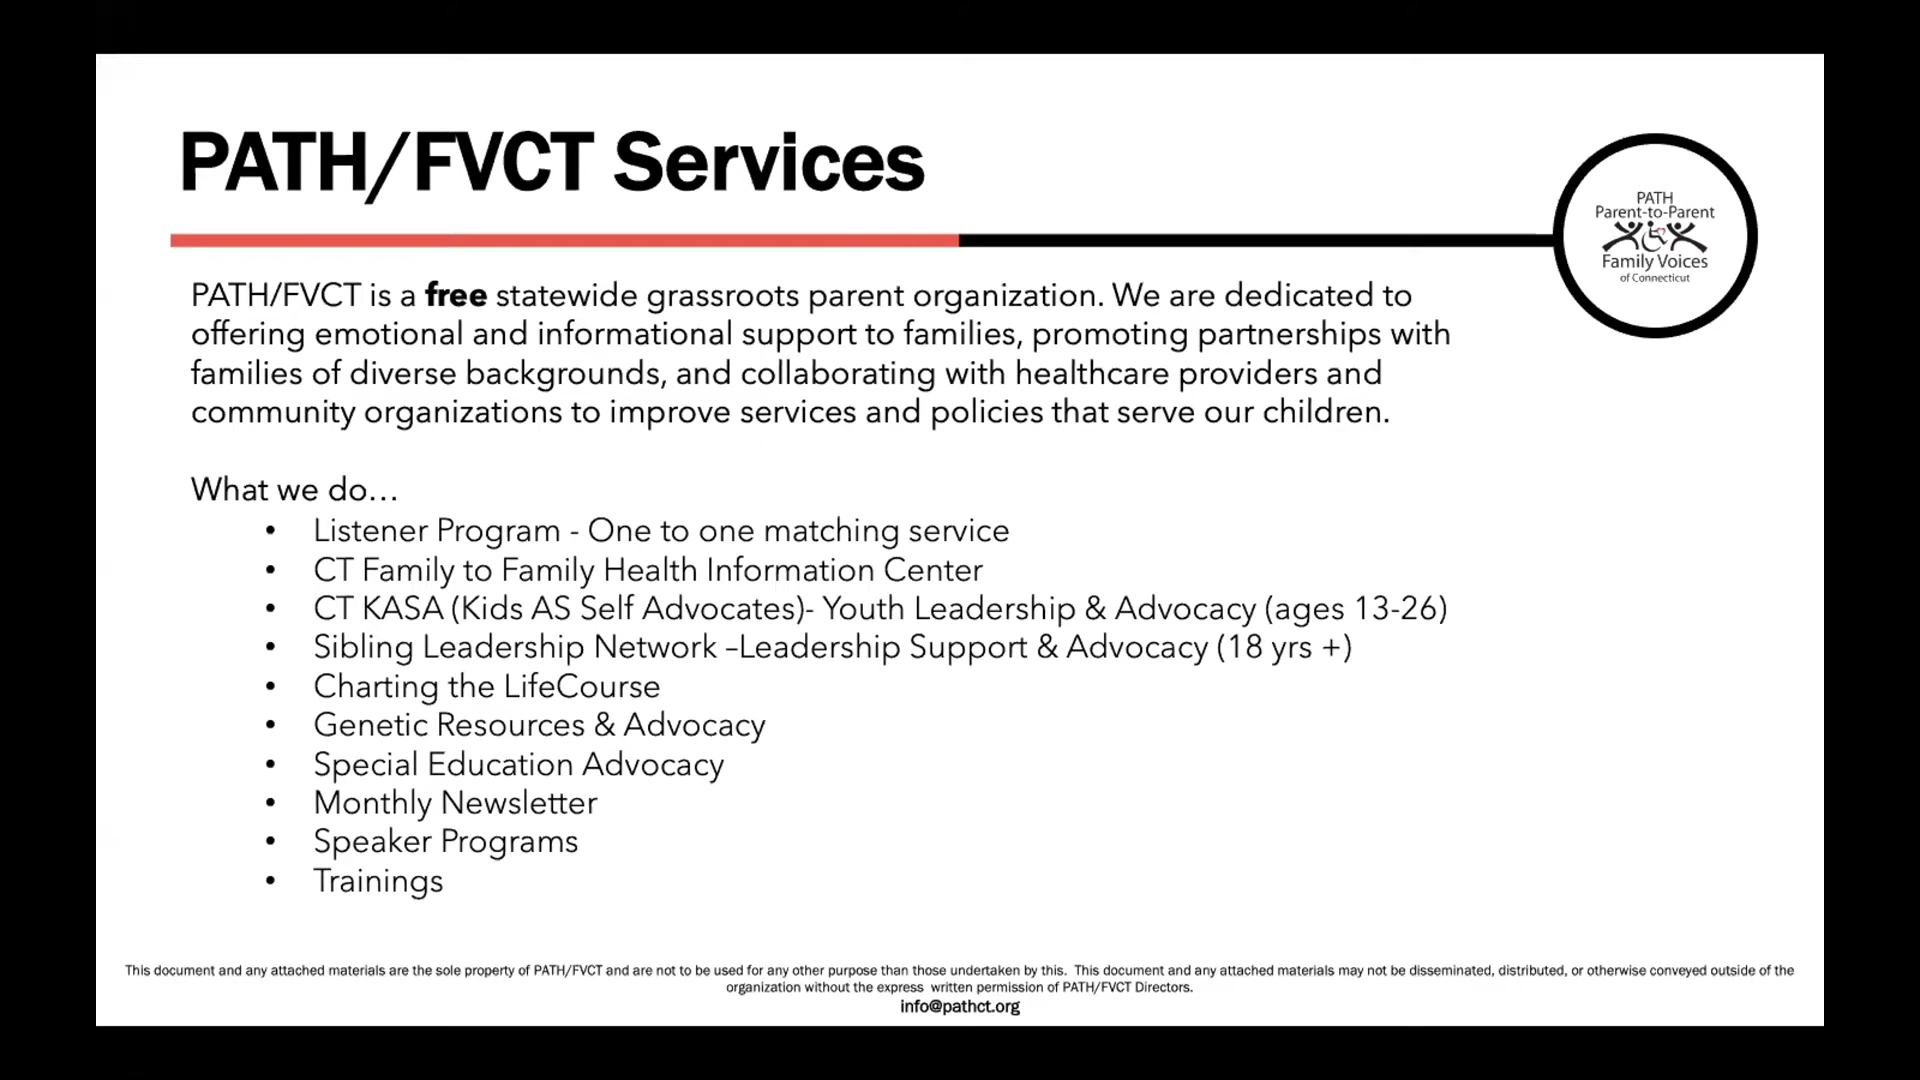 PATH/FVCT Services
PATH
Parent-to-Parent
Family Voices
of Connecticut
PATH/FVCT is a free statewide grassroots parent organization. We are dedicated to
offering emotional and informational support to families, promoting partnerships with
families of diverse backgrounds, and collaborating with healthcare providers and
community organizations to improve services and policies that serve our children.
What we do…
• Listener Program - One to one matching service
• CT Family to Family Health Information Center
• CT KASA (Kids AS Self Advocates)- Youth Leadership & Advocacy (ages 13-26)
• Sibling Leadership Network –Leadership Support & Advocacy (18 yrs +)
• Charting the LifeCourse
• Genetic Resources & Advocacy
• Special Education Advocacy
• Monthly Newsletter
• Speaker Programs
• Trainings
This document and any attached materials are the sole property of PATH/FVCT and are not to be used for any other purpose than those undertaken by this. This document and any attached materials may not be disseminated, distributed, or otherwise conveyed outside of the
organization without the express written permission of PATH/FVCT Directors.
info@pathct.org